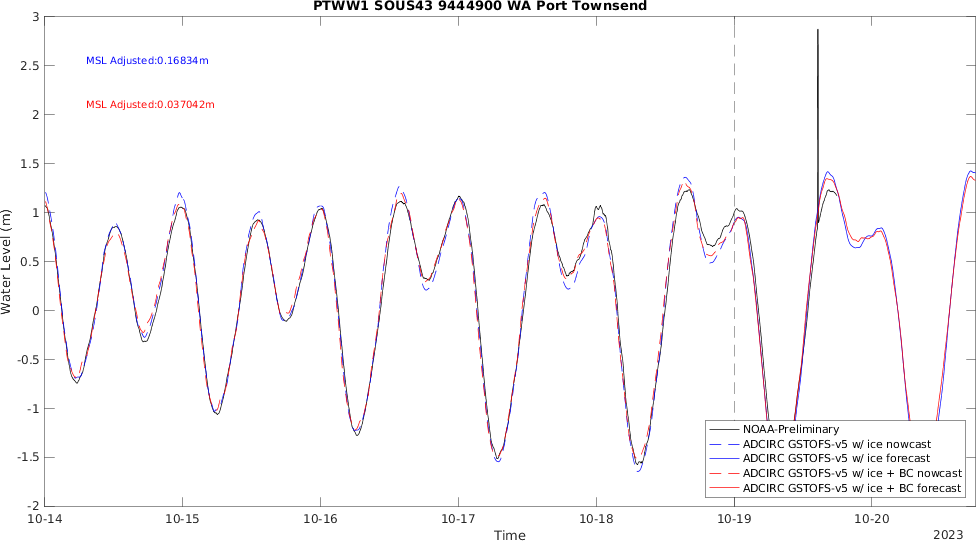 PTWW1 SOUS43 9444900 WA Port Townsend
3
2.5
2
1.5
1
0.5
0
-0.5
-1
-1.5
-2
Water Level (m)
MSL Adjusted:0.16834m
MSL Adjusted:0.037042m
NOAA-Preliminary
ADCIRC GSTOFS-v5 w/ ice nowcast
ADCIRC GSTOFS-v5 w/ ice forecast
ADCIRC GSTOFS-v5 w/ ice + BC nowcast
ADCIRC GSTOFS-v5 w/ ice + BC forecast
10-14 10-15 10-16 10-17 10-18 10-19 10-20
Time
2023